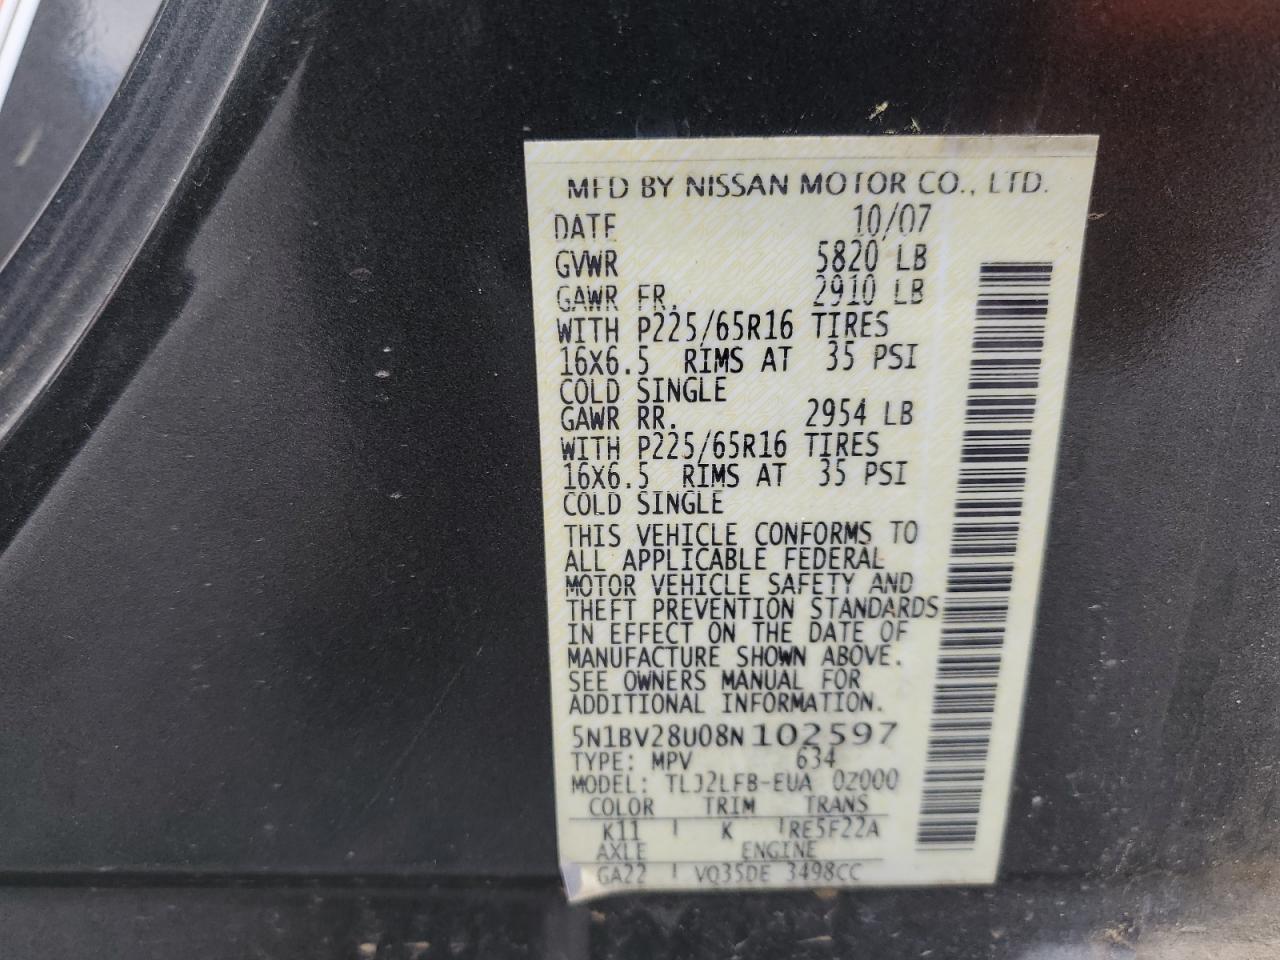 MFD BY NISSAN MOTOR CO., LTD.
DATE 10/07
GVWR 5820 LB
GAWR FR. 2910 LB
WITH P225/65R16 TIRES
16X6.5 RIMS AT 35 PSI
COLD SINGLE
GAWR RR. 2954 LB
WITH P225/65R16 TIRES
16X6.5 RIMS AT 35 PSI
COLD SINGLE
THIS VEHICLE CONFORMS TO
ALL APPLICABLE FEDERAL
MOTOR VEHICLE SAFETY AND
THEFT PREVENTION STANDARDS
IN EFFECT ON THE DATE OF
MANUFACTURE SHOWN ABOVE.
SEE OWNERS MANUAL FOR
ADDITIONAL INFORMATION.
5N1BV28U08N102597
TYPE: MPV 634
MODEL: TLJ2LFB-EUA 0Z000
COLOR TRIM TRANS
K11 K RE5F22A
AXLE ENGINE
GA22 VQ35DE 3498CC